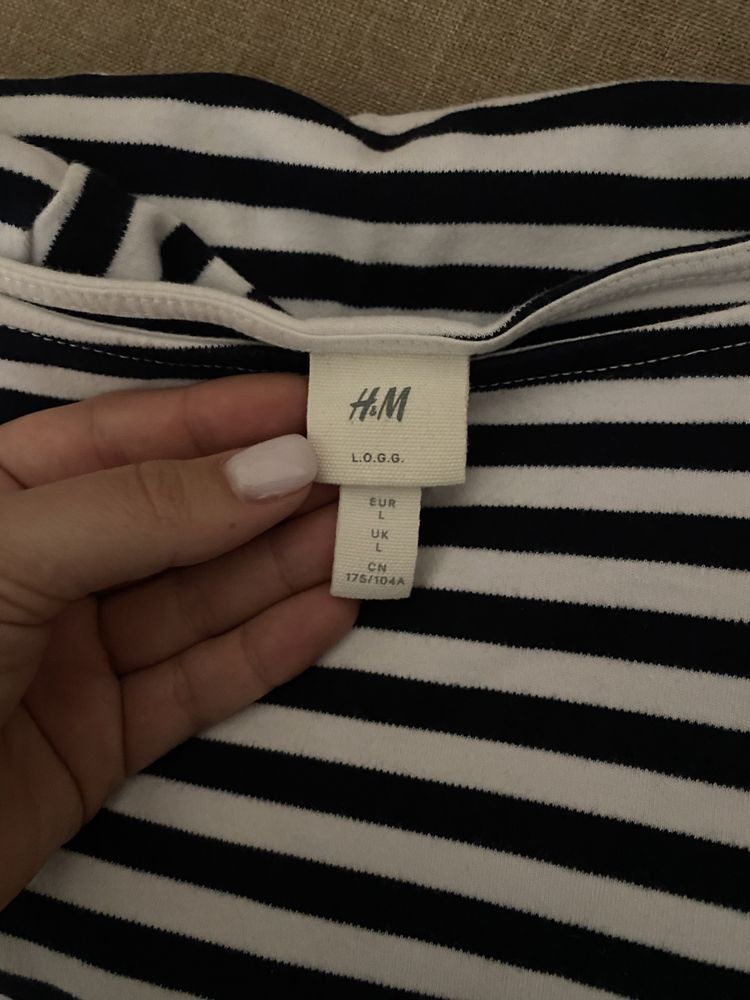 H&M
L.O.G.G.
EUR
L
UK
L
CN
175/104A